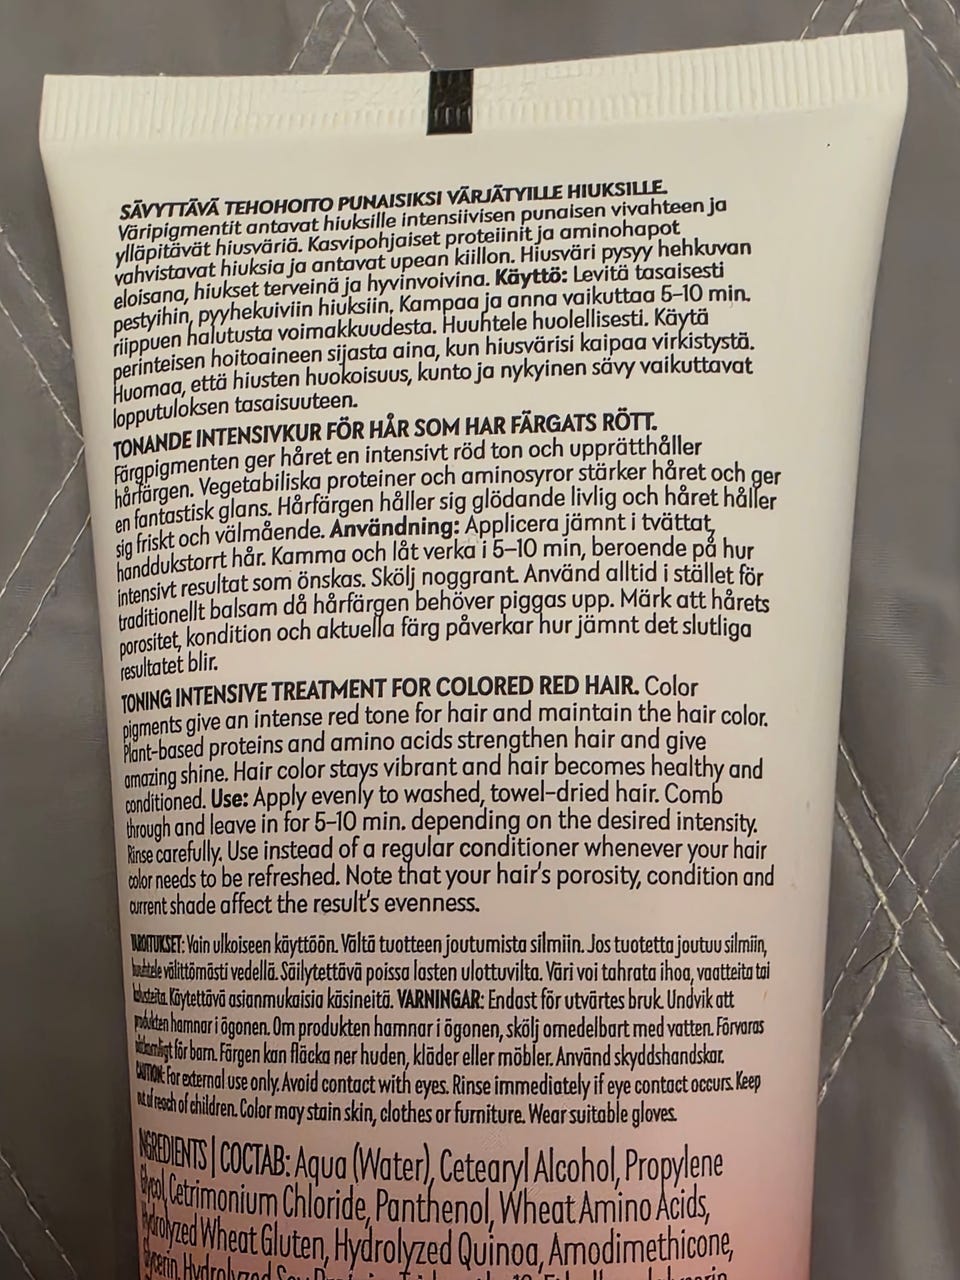 SÄVYTTÄVÄ TEHOHOITO PUNAISIKSI VÄRJÄTYILLE HIUKSILLE.
Väripigmentit antavat hiuksille intensiivisen punaisen vivahteen ja
ylläpitävät hiusväriä. Kasvipohjaiset proteiinit ja aminohapot
vahvistavat hiuksia ja antavat upean kiillon. Hiusväri pysyy hehkuvan
eloisana, hiukset terveinä ja hyvinvoivina. Käyttö: Levitä tasaisesti
pestyihin, pyyhekuiviin hiuksiin. Kampaa ja anna vaikuttaa 5–10 min.
riippuen halutusta voimakkuudesta. Huuhtele huolellisesti. Käytä
perinteisen hoitoaineen sijasta aina, kun hiusvärisi kaipaa virkistystä.
Huomaa, että hiusten huokoisuus, kunto ja nykyinen sävy vaikuttavat
lopputuloksen tasaisuuteen.
TONANDE INTENSIVKUR FÖR HÅR SOM HAR FÄRGATS RÖTT.
Färgpigmenten ger håret en intensivt röd ton och upprätthåller
hårfärgen. Vegetabiliska proteiner och aminosyror stärker håret och ger
en fantastisk glans. Hårfärgen håller sig glödande livlig och håret håller
sig friskt och välmående. Användning: Applicera jämnt i tvättat,
handdukstorrt hår. Kamma och låt verka i 5–10 min, beroende på hur
intensivt resultat som önskas. Skölj noggrant. Använd alltid i stället för
traditionellt balsam då hårfärgen behöver piggas upp. Märk att hårets
porositet, kondition och aktuella färg påverkar hur jämnt det slutliga
resultatet blir.
TONING INTENSIVE TREATMENT FOR COLORED RED HAIR. Color
pigments give an intense red tone for hair and maintain the hair color.
Plant-based proteins and amino acids strengthen hair and give
amazing shine. Hair color stays vibrant and hair becomes healthy and
conditioned. Use: Apply evenly to washed, towel-dried hair. Comb
through and leave in for 5–10 min. depending on the desired intensity.
Rinse carefully. Use instead of a regular conditioner whenever your hair
color needs to be refreshed. Note that your hair's porosity, condition and
current shade affect the result's evenness.
VAROITUKSET: Vain ulkoiseen käyttöön. Vältä tuotteen joutumista silmiin. Jos tuotetta joutuu silmiin,
huuhtele välittömästi vedellä. Säilytettävä poissa lasten ulottuvilta. Väri voi tahrata ihoa, vaatteita tai
kalusteita. Käytettävä asianmukaisia käsineitä. VARNINGAR: Endast för utvärtes bruk. Undvik att
produkten hamnar i ögonen. Om produkten hamnar i ögonen, skölj omedelbart med vatten. Förvaras
oåtkomligt för barn. Färgen kan fläcka ner huden, kläder eller möbler. Använd skyddshandskar.
CAUTION: For external use only. Avoid contact with eyes. Rinse immediately if eye contact occurs. Keep
out of reach of children. Color may stain skin, clothes or furniture. Wear suitable gloves.
INGREDIENTS | СОСТАВ: Aqua (Water), Cetearyl Alcohol, Propylene
Glycol, Cetrimonium Chloride, Panthenol, Wheat Amino Acids,
Hydrolyzed Wheat Gluten, Hydrolyzed Quinoa, Amodimethicone,
Glycerin, Hydrolyzed Soy